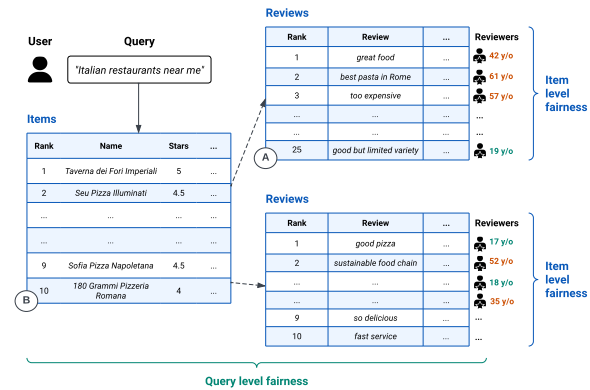 User
Query
"Italian restaurants near me"
Items
Rank Name Stars ...
1 Taverna dei Fori Imperiali 5 ...
2 Seu Pizza Illuminati 4.5 ...
... ... ... ...
... ... ... ...
9 Sofia Pizza Napoletana 4.5 ...
10 180 Grammi Pizzeria Romana 4 ...
B
Reviews
Rank Review ... Reviewers
1 great food ... 42 y/o
2 best pasta in Rome ... 61 y/o
3 too expensive ... 57 y/o
... ... ... ...
... ... ... ...
25 good but limited variety ... 19 y/o
A
Item
level
fairness
Reviews
Rank Review ... Reviewers
1 good pizza ... 17 y/o
2 sustainable food chain ... 52 y/o
... ... ... 18 y/o
... ... ... 35 y/o
9 so delicious ... ...
10 fast service ... ...
Item
level
fairness
Query level fairness